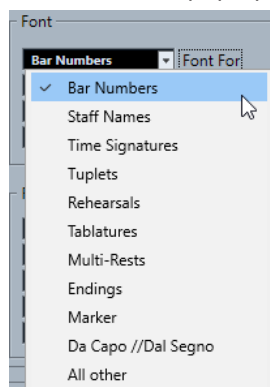 Font
Bar Numbers Font For
Bar Numbers
Staff Names
Time Signatures
Tuplets
Rehearsals
Tablatures
Multi-Rests
Endings
Marker
Da Capo //Dal Segno
All other